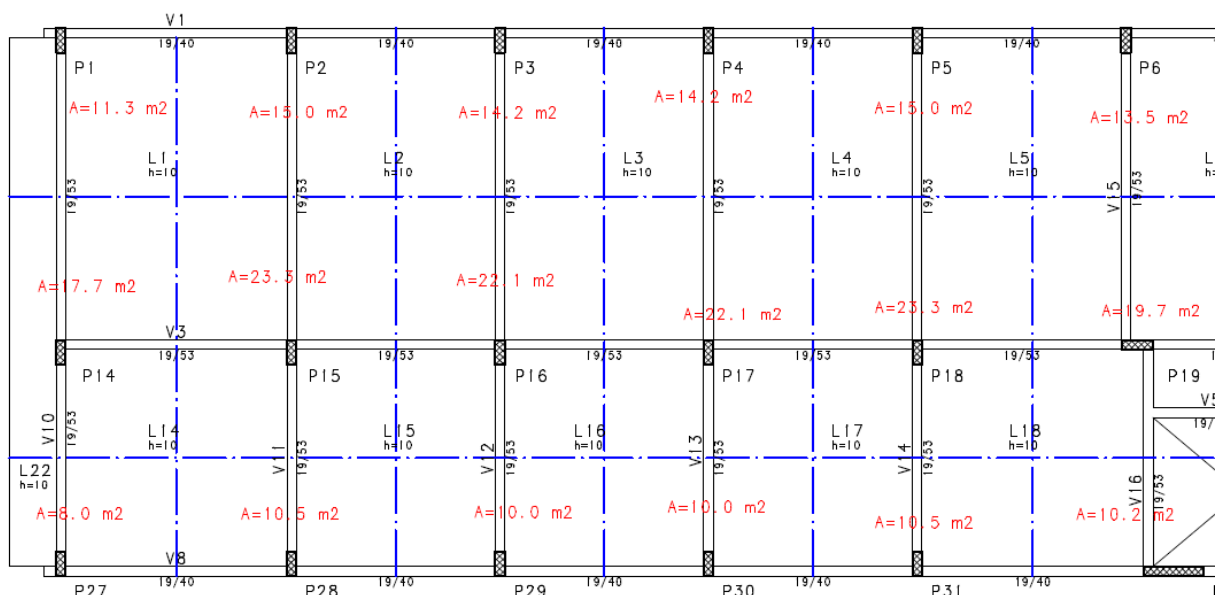 V1
19/40 19/40 19/40 19/40 19/40
P1 P2 P3 P4 P5 P6
A=11.3 m2 A=15.0 m2 A=14.2 m2 A=14.2 m2 A=15.0 m2 A=13.5 m2
L1 L2 L3 L4 L5 L
h=10 h=10 h=10 h=10 h=10 h=10
19/53 19/53 19/53 19/53 19/53 V15 19/53
A=17.7 m2 A=23.3 m2 A=22.1 m2 A=22.1 m2 A=23.3 m2 A=19.7 m2
V3
19/53 19/53 19/53 19/53 19/53
P14 P15 P16 P17 P18 P19
V5
19/
V10 19/53 L14 V11 19/53 L15 V12 19/53 L16 V13 19/53 L17 V14 19/53 L18
h=10 h=10 h=10 h=10 h=10
L22
h=10
V16 19/53
A=8.0 m2 A=10.5 m2 A=10.0 m2 A=10.0 m2 A=10.5 m2 A=10.2 m2
V8
19/40 19/40 19/40 19/40 19/40
P27 P28 P29 P30 P31